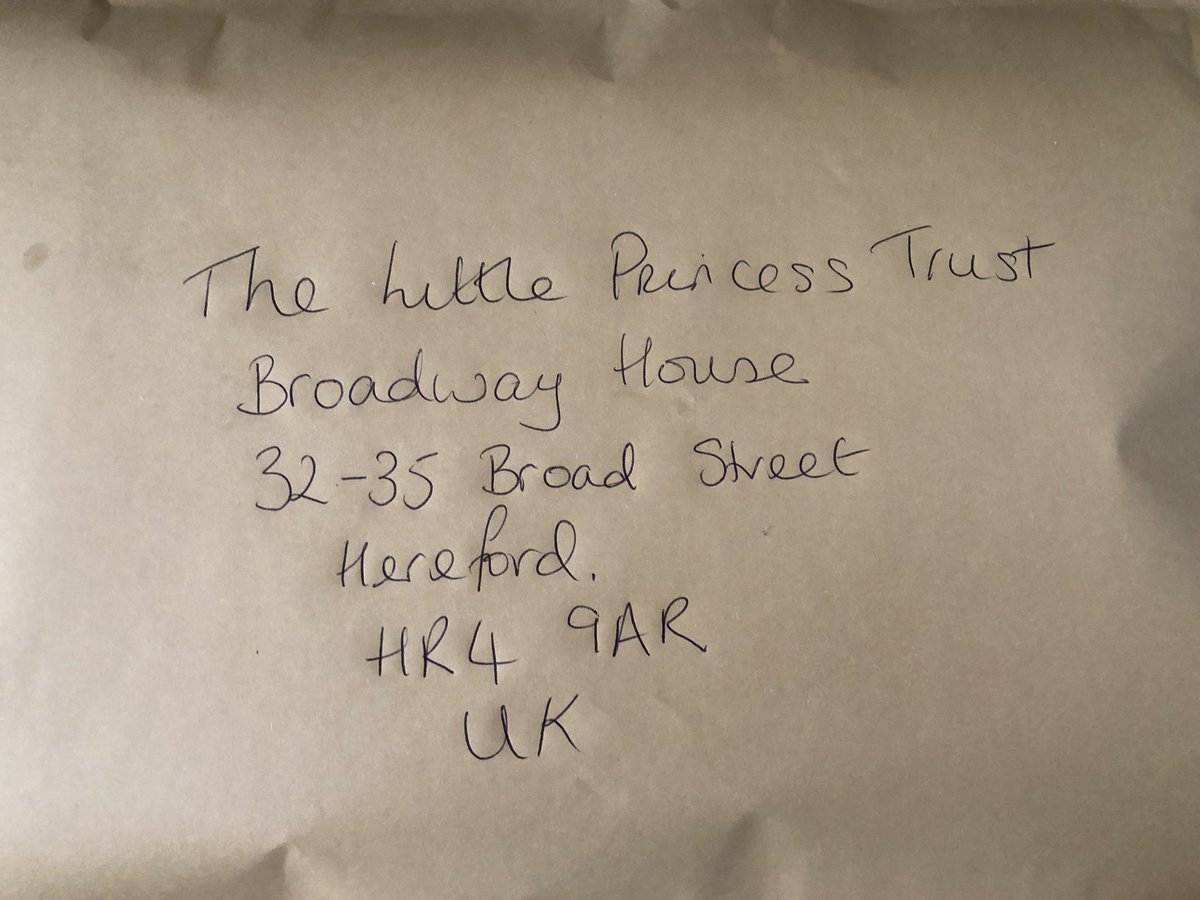 The Little Princess Trust
Broadway House
32-35 Broad Street
Hereford.
HR4 9AR
UK